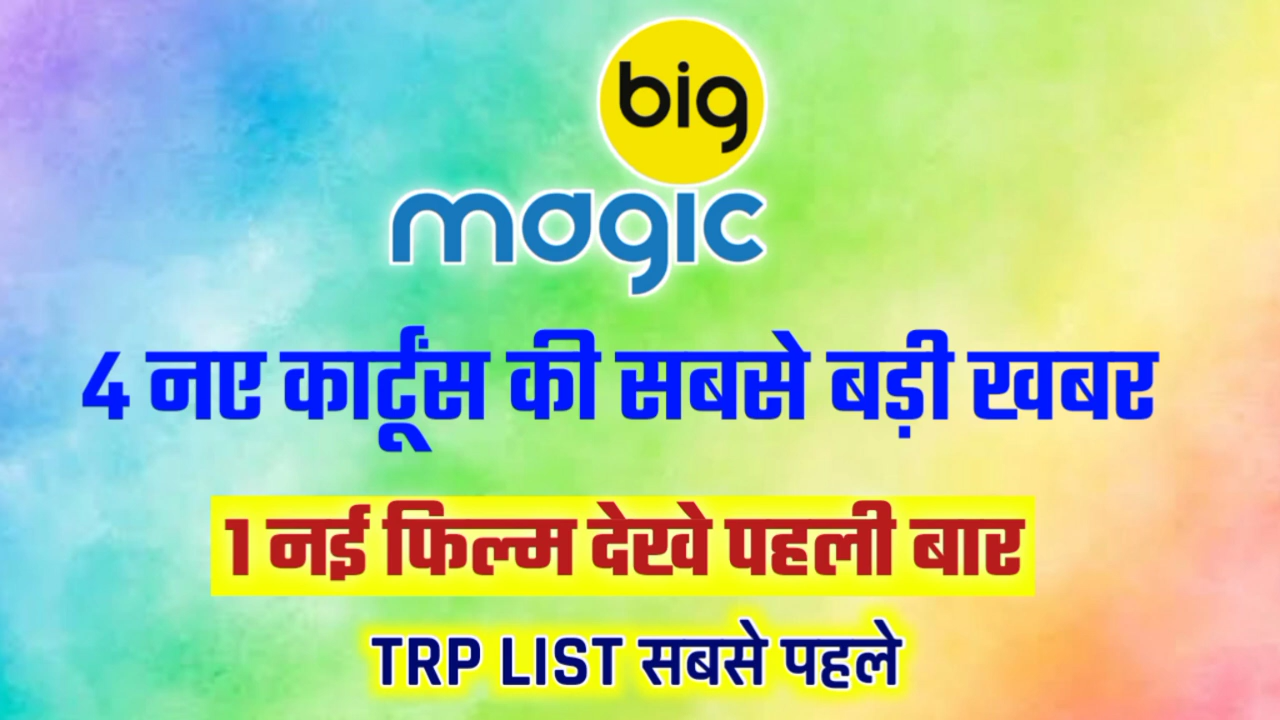 big
magic
4 नए कार्टूंस की सबसे बड़ी खबर
1 नई फिल्म देखे पहली बार
TRP LIST सबसे पहले